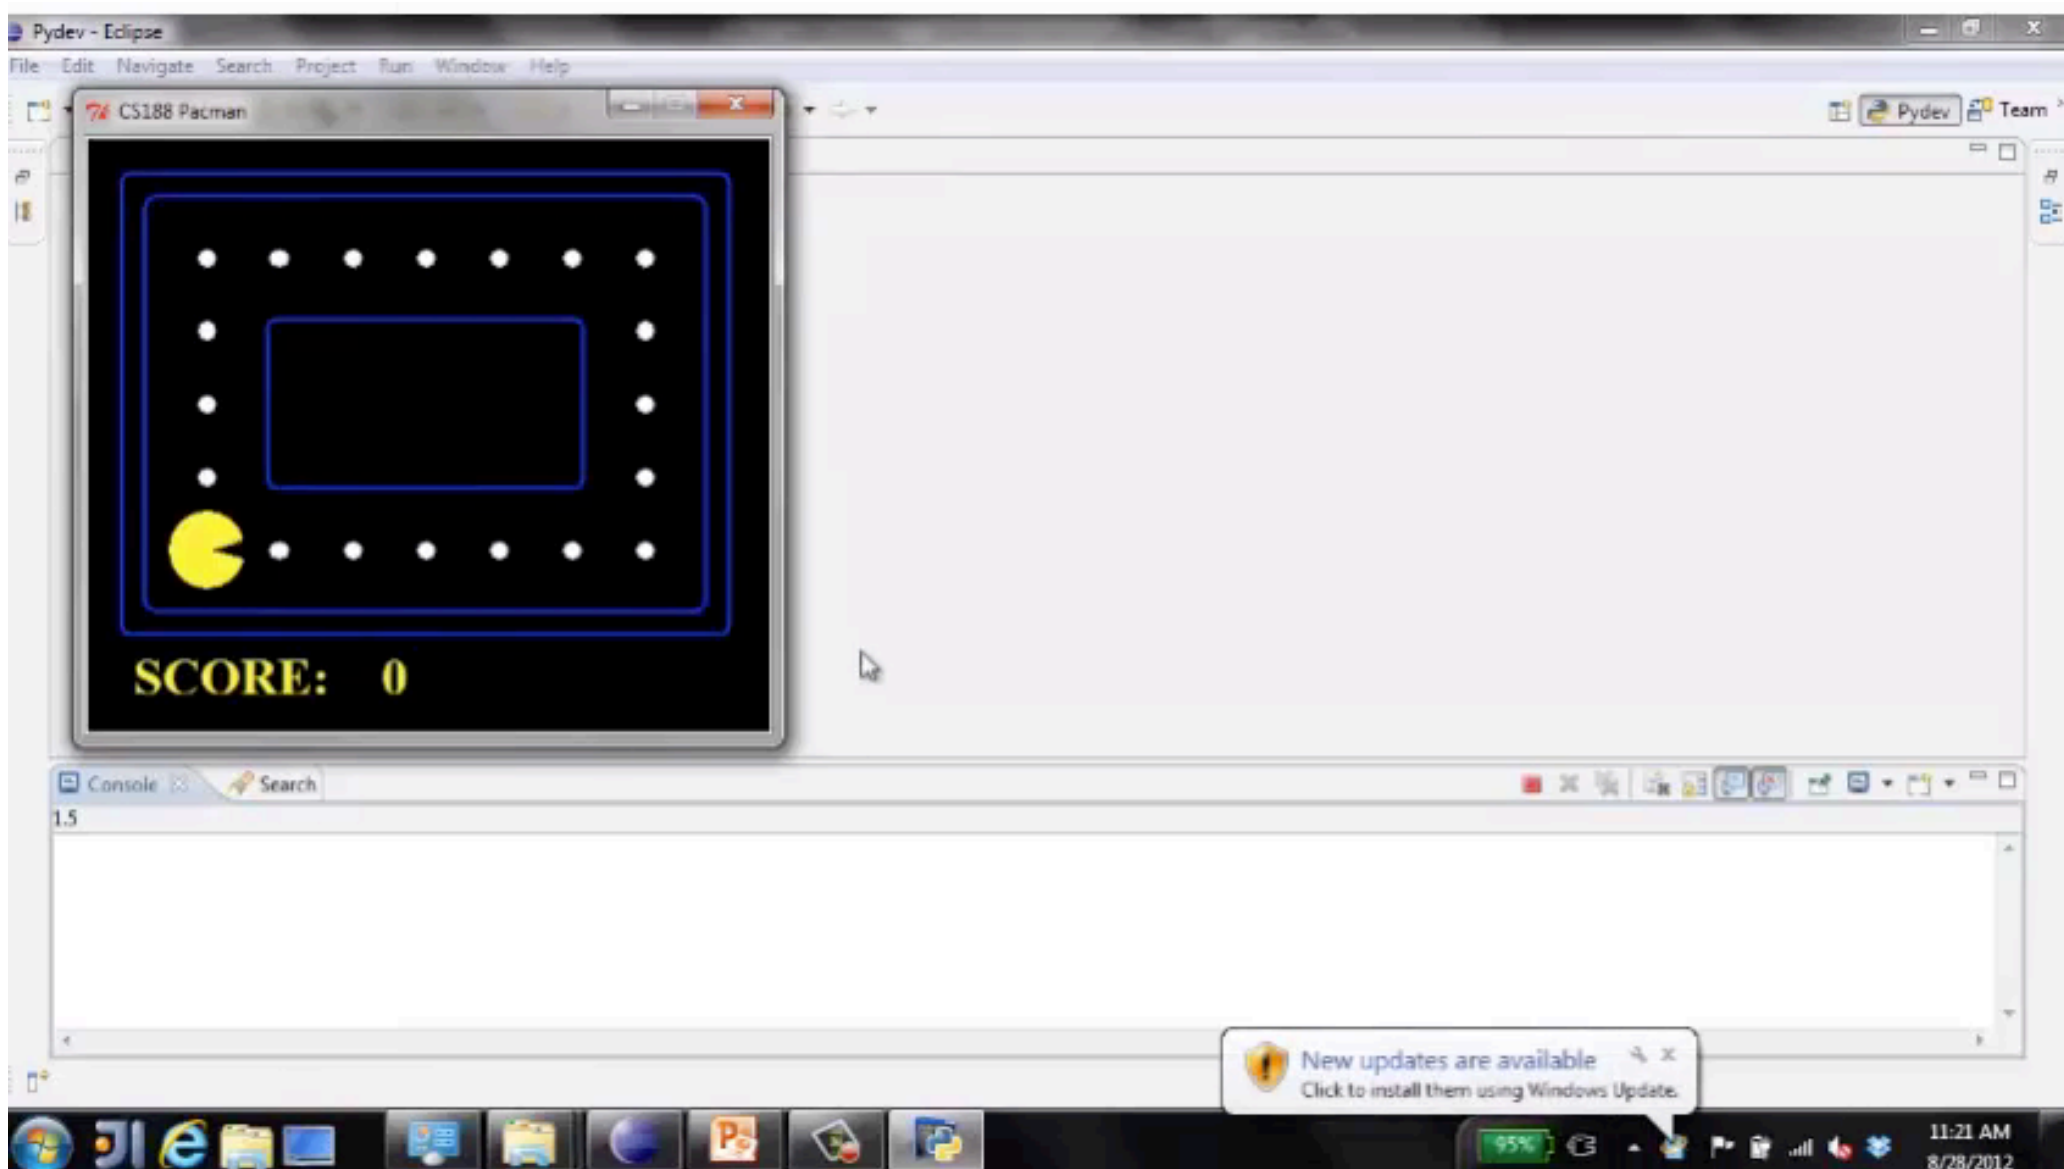 Pydev - Eclipse
File Edit Navigate Search Project Run Window Help
CS188 Pacman
Pydev Team
SCORE: 0
Console Search
1.5
New updates are available
Click to install them using Windows Update.
95%
11:21 AM
8/28/2012